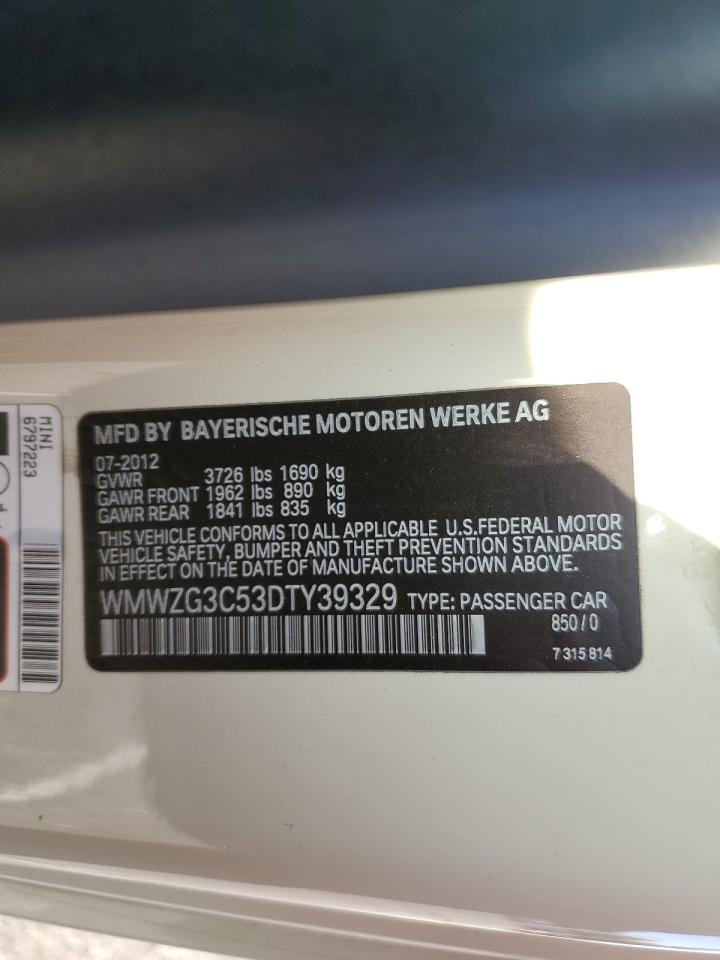 MFD BY BAYERISCHE MOTOREN WERKE AG
07-2012
GVWR 3726 lbs 1690 kg
GAWR FRONT 1962 lbs 890 kg
GAWR REAR 1841 lbs 835 kg
THIS VEHICLE CONFORMS TO ALL APPLICABLE U.S.FEDERAL MOTOR
VEHICLE SAFETY, BUMPER AND THEFT PREVENTION STANDARDS
IN EFFECT ON THE DATE OF MANUFACTURE SHOWN ABOVE.
WMWZG3C53DTY39329 TYPE: PASSENGER CAR
850/0
7 315 814
MINI
6797223